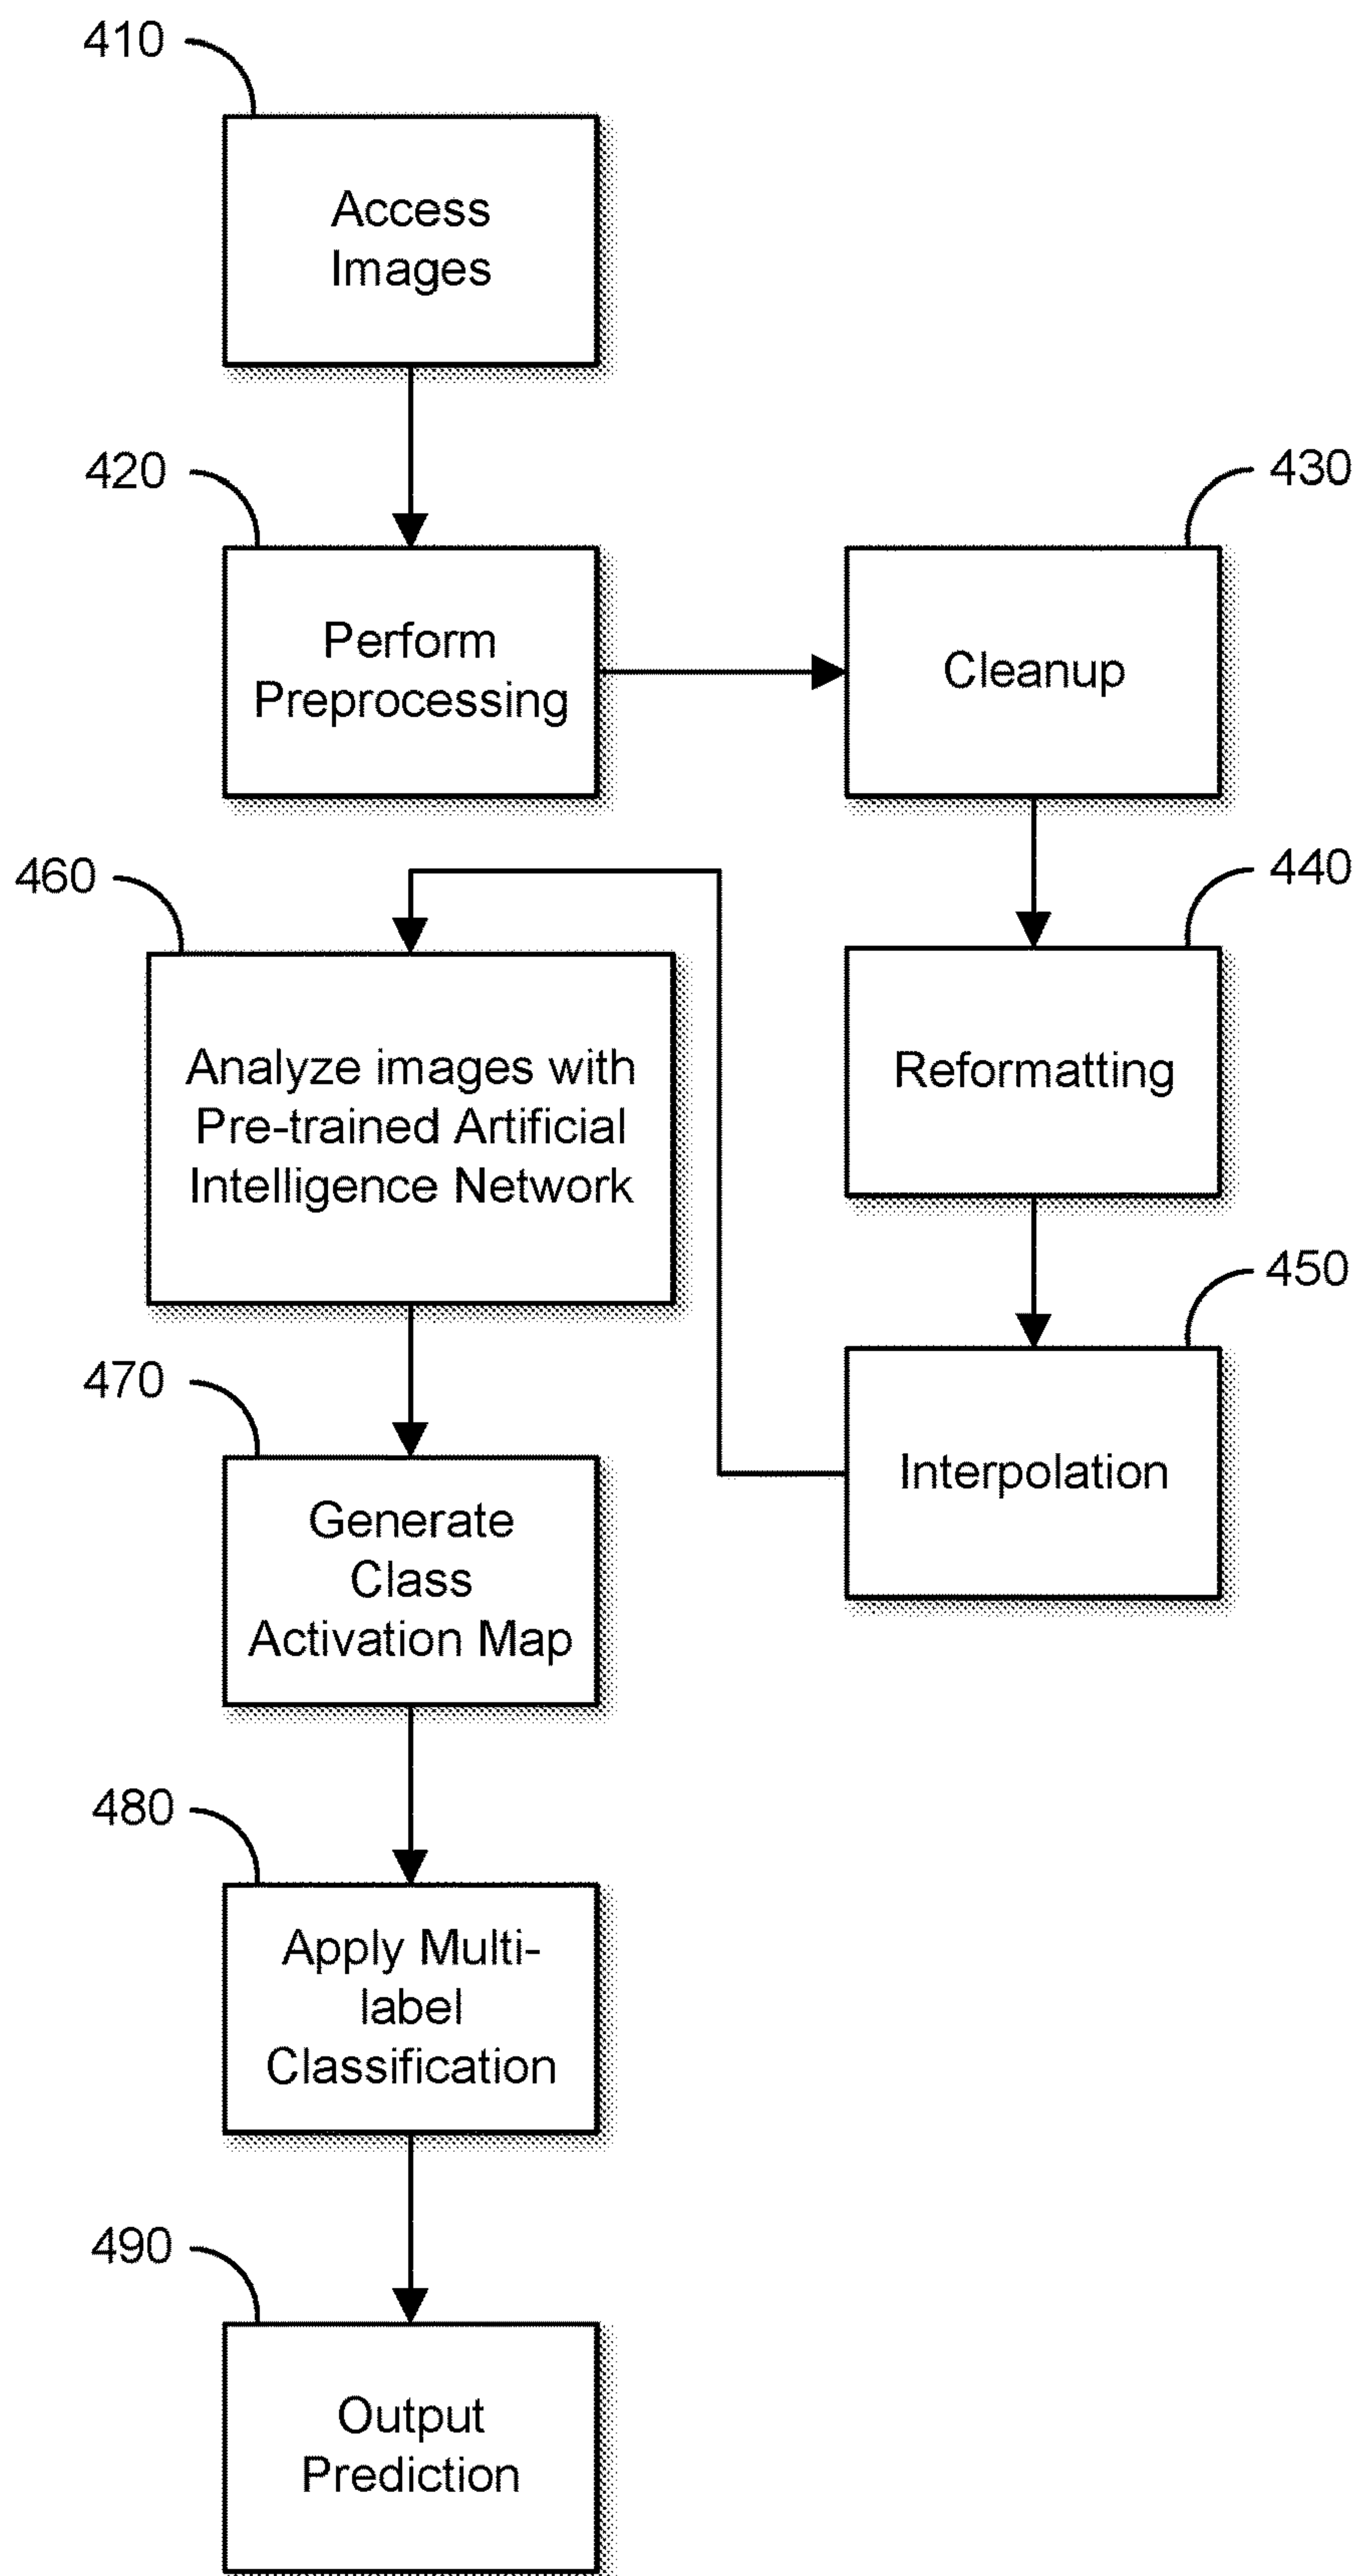 410
Access
Images
420
Perform
Preprocessing
430
Cleanup
440
Reformatting
450
Interpolation
460
Analyze images with
Pre-trained Artificial
Intelligence Network
470
Generate
Class
Activation Map
480
Apply Multi-
label
Classification
490
Output
Prediction